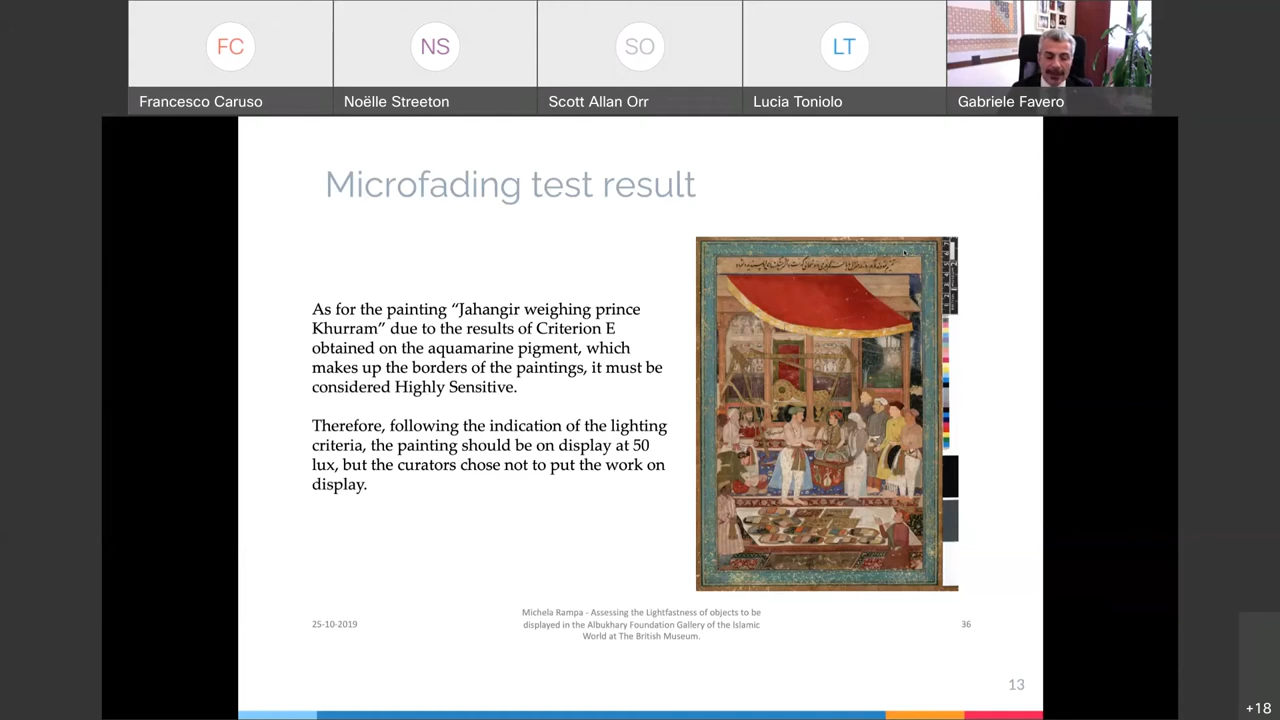 FC
NS
SO
LT
Francesco Caruso
Noëlle Streeton
Scott Allan Orr
Lucia Toniolo
Gabriele Favero
Microfading test result
As for the painting “Jahangir weighing prince
Khurram” due to the results of Criterion E
obtained on the aquamarine pigment, which
makes up the borders of the paintings, it must be
considered Highly Sensitive.
Therefore, following the indication of the lighting
criteria, the painting should be on display at 50
lux, but the curators chose not to put the work on
display.
25-10-2019
Michela Rampa - Assessing the Lightfastness of objects to be
displayed in the Albukhary Foundation Gallery of the Islamic
World at The British Museum.
36
13
+18